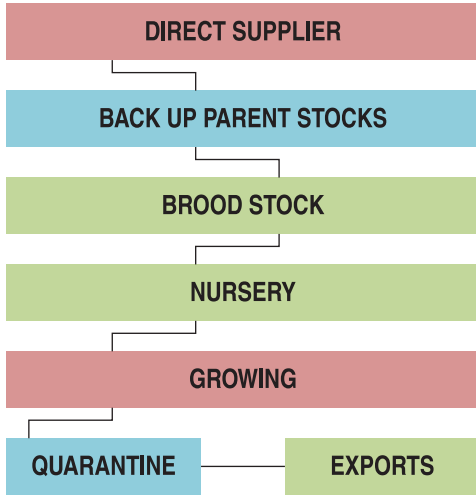 DIRECT SUPPLIER
BACK UP PARENT STOCKS
BROOD STOCK
NURSERY
GROWING
QUARANTINE
EXPORTS